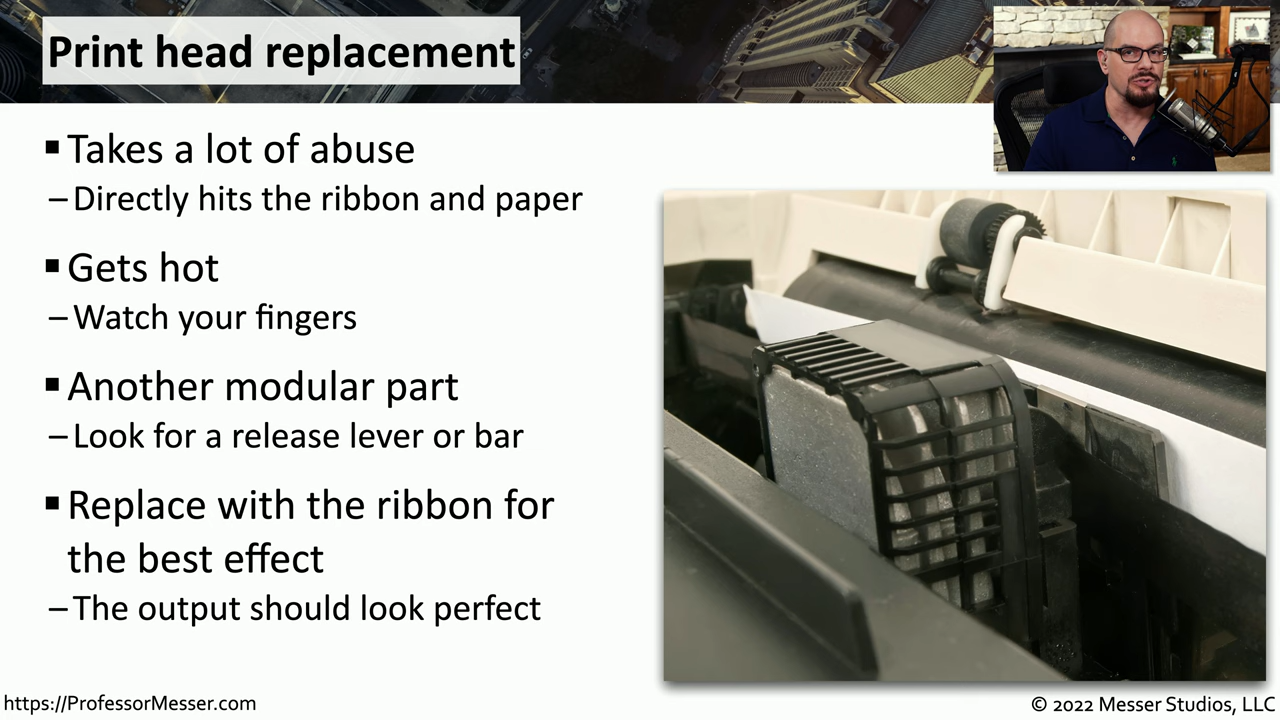 Print head replacement
▪ Takes a lot of abuse
– Directly hits the ribbon and paper
▪ Gets hot
– Watch your fingers
▪ Another modular part
– Look for a release lever or bar
▪ Replace with the ribbon for
the best effect
– The output should look perfect
https://ProfessorMesser.com
© 2022 Messer Studios, LLC